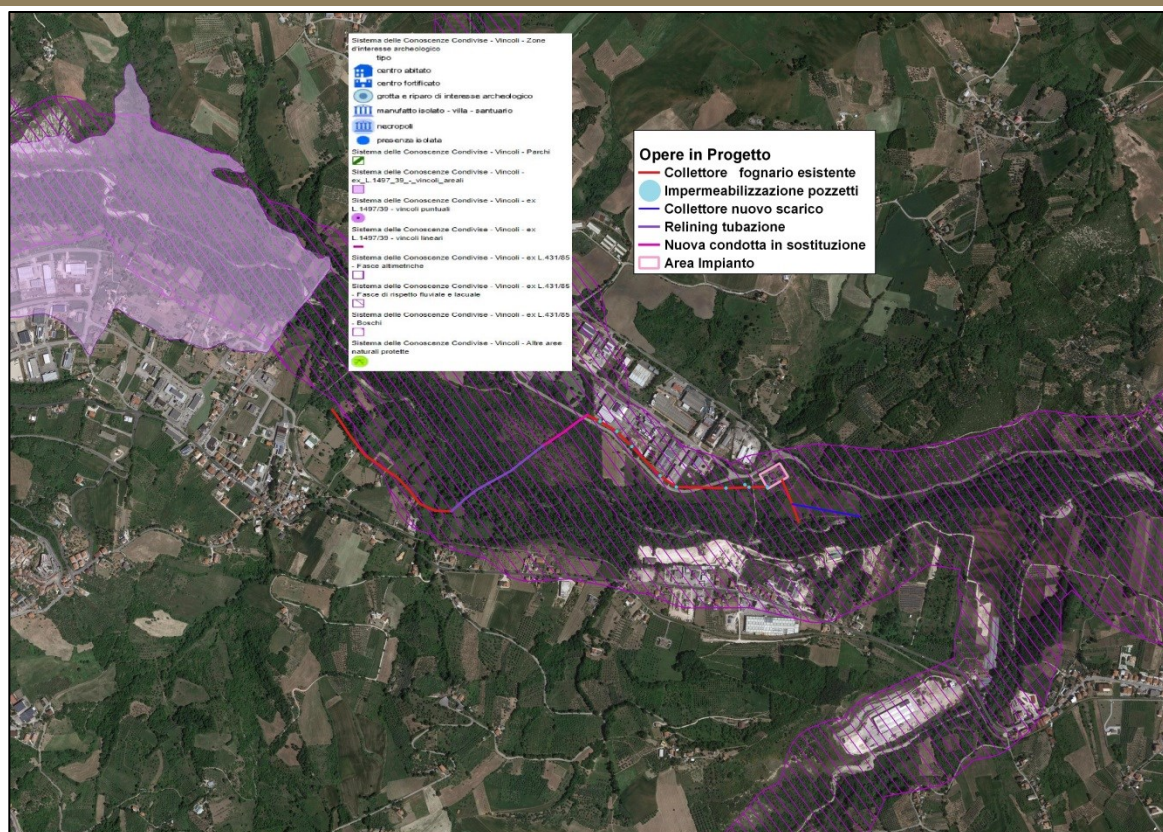 Sistema delle Conoscenze Condivise - Vincoli - Zone
d'interesse archeologico
tipo
centro abitato
centro fortificato
grotta e riparo di interesse archeologico
manufatto isolato - villa - santuario
necropoli
presenza isolata
Sistema delle Conoscenze Condivise - Vincoli - Parchi
Sistema delle Conoscenze Condivise - Vincoli -
ex_L.1497_39_-_vincoli_areali
Sistema delle Conoscenze Condivise - Vincoli - ex
L.1497/39 - vincoli puntuali
Sistema delle Conoscenze Condivise - Vincoli - ex
L.1497/39 - vincoli lineari
Sistema delle Conoscenze Condivise - Vincoli - ex L.431/85
- Fasce altimetriche
Sistema delle Conoscenze Condivise - Vincoli - ex L.431/85
- Fasce di rispetto fluviale e lacuale
Sistema delle Conoscenze Condivise - Vincoli - ex L.431/85
- Boschi
Sistema delle Conoscenze Condivise - Vincoli - Altre aree
naturali protette
Opere in Progetto
Collettore fognario esistente
Impermeabilizzazione pozzetti
Collettore nuovo scarico
Relining tubazione
Nuova condotta in sostituzione
Area Impianto